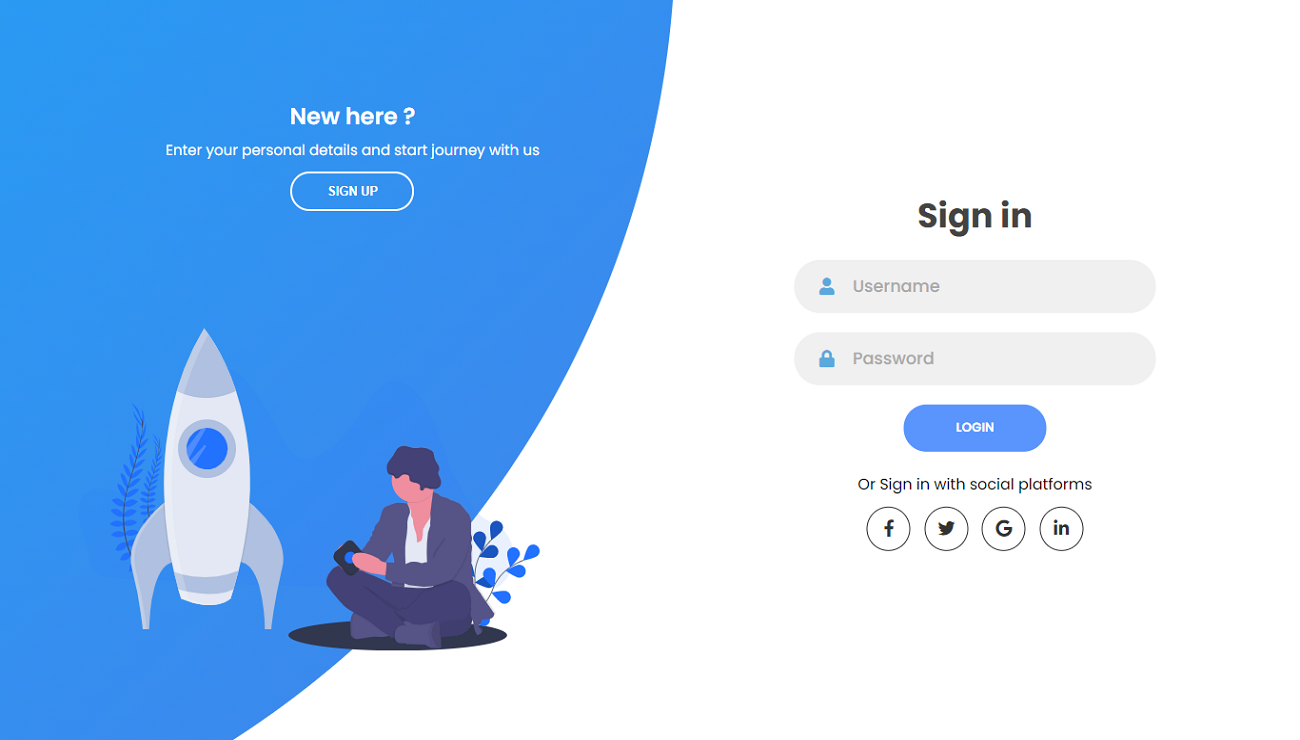 New here ?
Enter your personal details and start journey with us
SIGN UP
Sign in
Username
Password
LOGIN
Or Sign in with social platforms